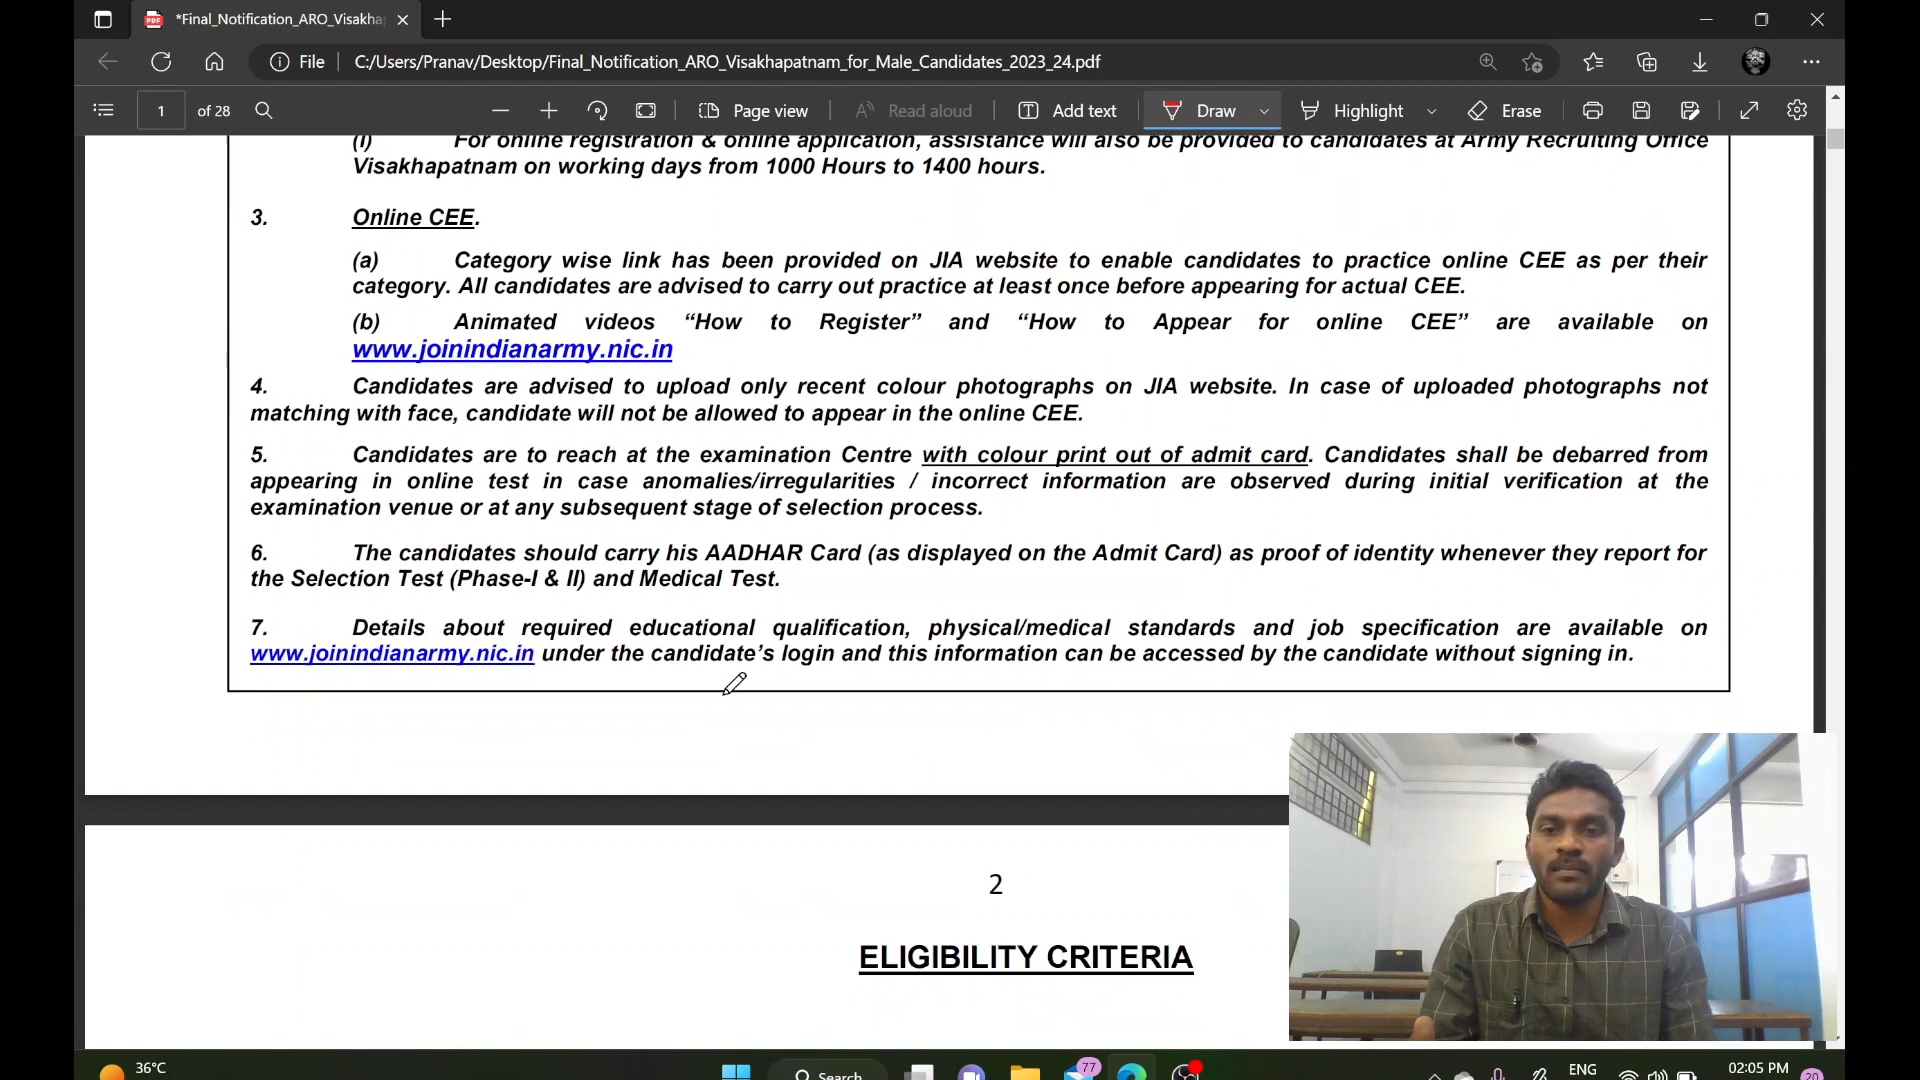 *Final_Notification_ARO_Visakha
File C:/Users/Pranav/Desktop/Final_Notification_ARO_Visakhapatnam_for_Male_Candidates_2023_24.pdf
1 of 28 Page view Read aloud Add text Draw Highlight Erase
(i) For online registration & online application, assistance will also be provided to candidates at Army Recruiting Office
Visakhapatnam on working days from 1000 Hours to 1400 hours.
3. Online CEE.
(a) Category wise link has been provided on JIA website to enable candidates to practice online CEE as per their
category. All candidates are advised to carry out practice at least once before appearing for actual CEE.
(b) Animated videos “How to Register” and “How to Appear for online CEE” are available on
www.joinindianarmy.nic.in
4. Candidates are advised to upload only recent colour photographs on JIA website. In case of uploaded photographs not
matching with face, candidate will not be allowed to appear in the online CEE.
5. Candidates are to reach at the examination Centre with colour print out of admit card. Candidates shall be debarred from
appearing in online test in case anomalies/irregularities / incorrect information are observed during initial verification at the
examination venue or at any subsequent stage of selection process.
6. The candidates should carry his AADHAR Card (as displayed on the Admit Card) as proof of identity whenever they report for
the Selection Test (Phase-I & II) and Medical Test.
7. Details about required educational qualification, physical/medical standards and job specification are available on
www.joinindianarmy.nic.in under the candidate’s login and this information can be accessed by the candidate without signing in.
2
ELIGIBILITY CRITERIA
36°C Search 77 ENG 02:05 PM 20